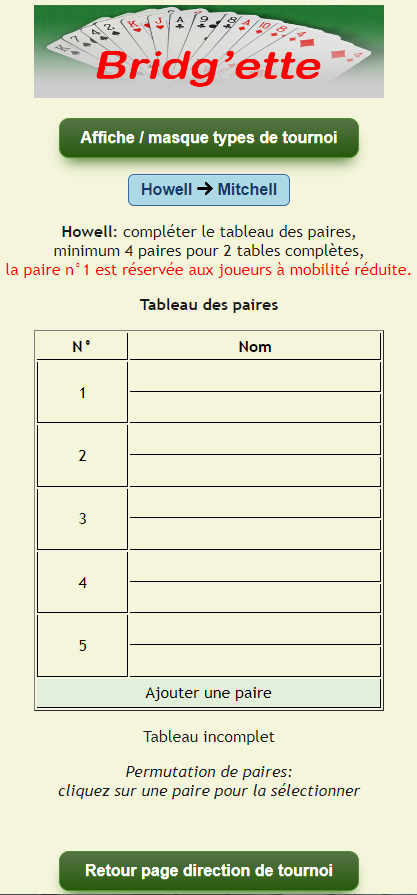 Bridg'ette
Affiche / masque types de tournoi
Howell ➔ Mitchell
Howell: compléter le tableau des paires,
minimum 4 paires pour 2 tables complètes,
la paire n°1 est réservée aux joueurs à mobilité réduite.
Tableau des paires
N° Nom
1
2
3
4
5
Ajouter une paire
Tableau incomplet
Permutation de paires:
cliquez sur une paire pour la sélectionner
Retour page direction de tournoi